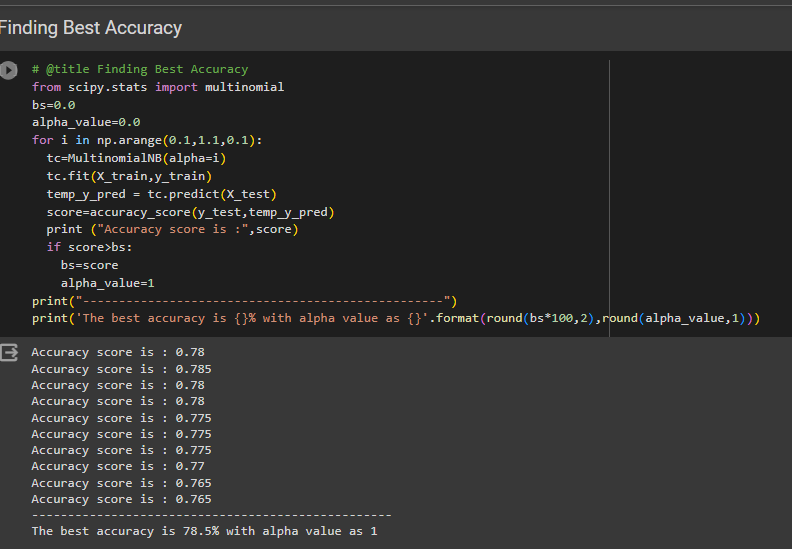 Finding Best Accuracy
# @title Finding Best Accuracy
from scipy.stats import multinomial
bs=0.0
alpha_value=0.0
for i in np.arange(0.1,1.1,0.1):
  tc=MultinomialNB(alpha=i)
  tc.fit(X_train,y_train)
  temp_y_pred = tc.predict(X_test)
  score=accuracy_score(y_test,temp_y_pred)
  print ("Accuracy score is :",score)
  if score>bs:
    bs=score
    alpha_value=1
print("--------------------------------------------------")
print('The best accuracy is {}% with alpha value as {}'.format(round(bs*100,2),round(alpha_value,1)))
Accuracy score is : 0.78
Accuracy score is : 0.785
Accuracy score is : 0.78
Accuracy score is : 0.78
Accuracy score is : 0.775
Accuracy score is : 0.775
Accuracy score is : 0.775
Accuracy score is : 0.77
Accuracy score is : 0.765
Accuracy score is : 0.765
--------------------------------------------------
The best accuracy is 78.5% with alpha value as 1